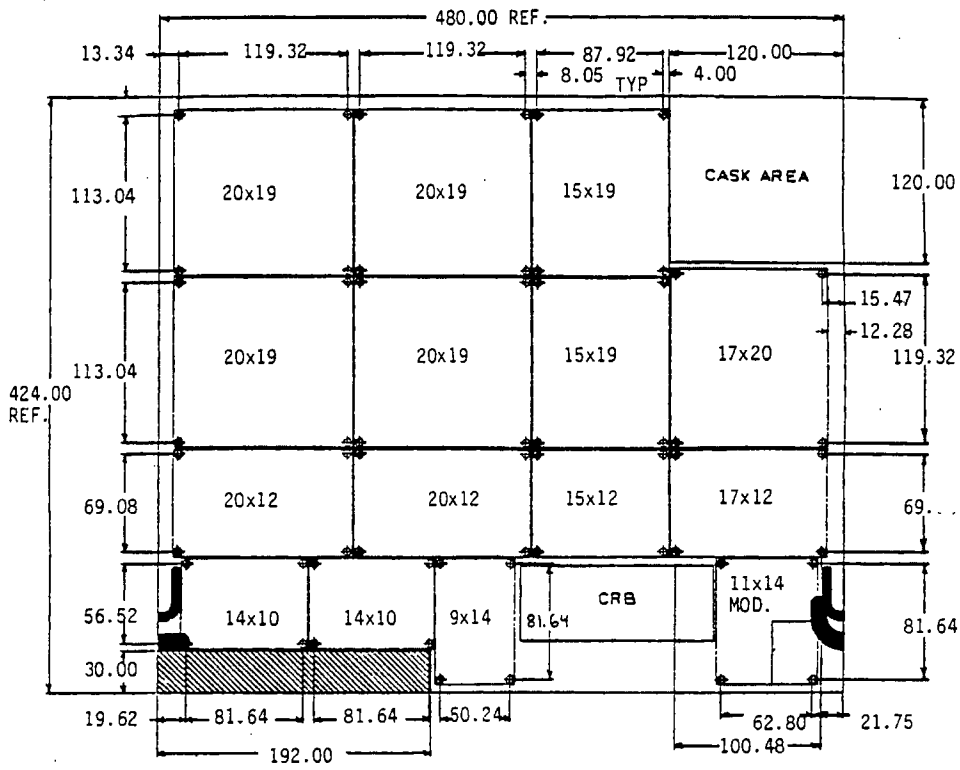 480.00 REF.
13.34 119.32 119.32 87.92 120.00
8.05 TYP 4.00
113.04 20x19 20x19 15x19 CASK AREA 120.00
15.47
12.28
113.04 20x19 20x19 15x19 17x20 119.32
424.00
REF.
69.08 20x12 20x12 15x12 17x12 69.
56.52 14x10 14x10 9x14 81.64 CRB 11x14 81.64
MOD.
30.00
19.62 81.64 81.64 50.24 62.80 21.75
192.00 100.48